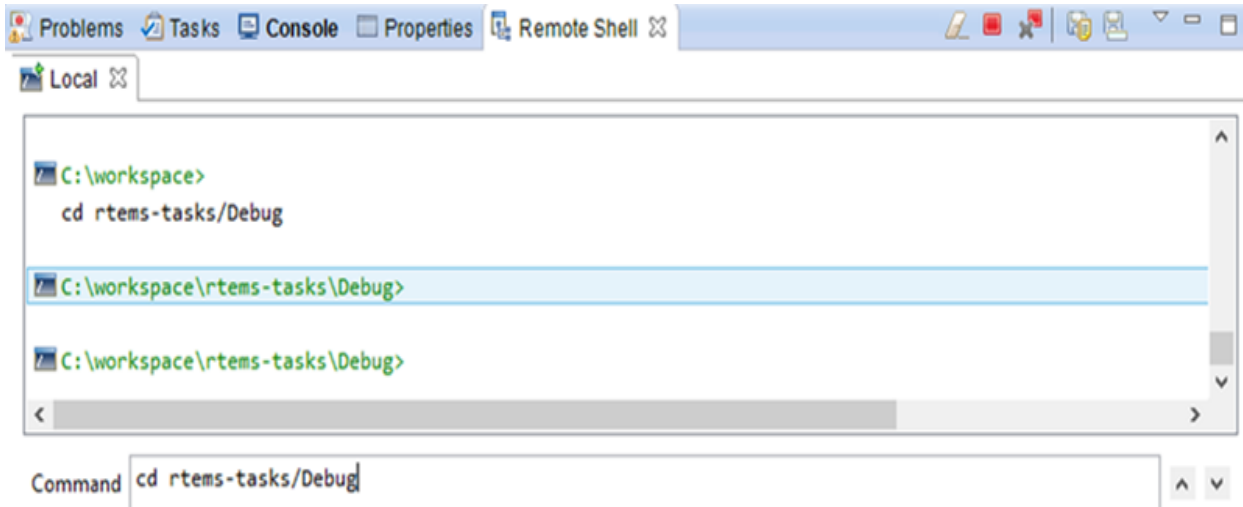 Problems Tasks Console Properties Remote Shell
Local
C:\workspace>
cd rtems-tasks/Debug
C:\workspace\rtems-tasks\Debug>
C:\workspace\rtems-tasks\Debug>
Command cd rtems-tasks/Debug